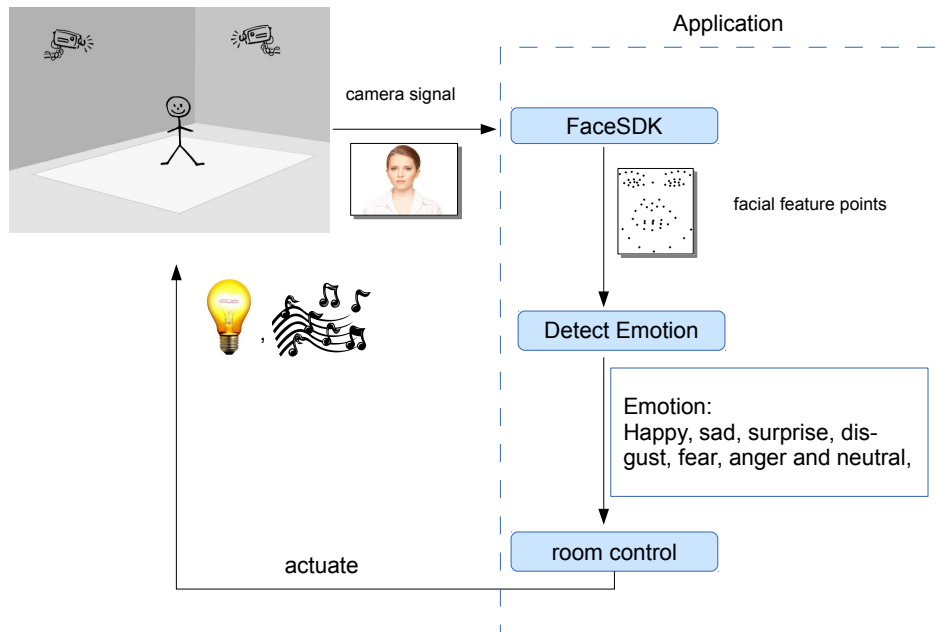 Application
camera signal
FaceSDK
facial feature points
,
Detect Emotion
Emotion:
Happy, sad, surprise, dis-
gust, fear, anger and neutral,
room control
actuate